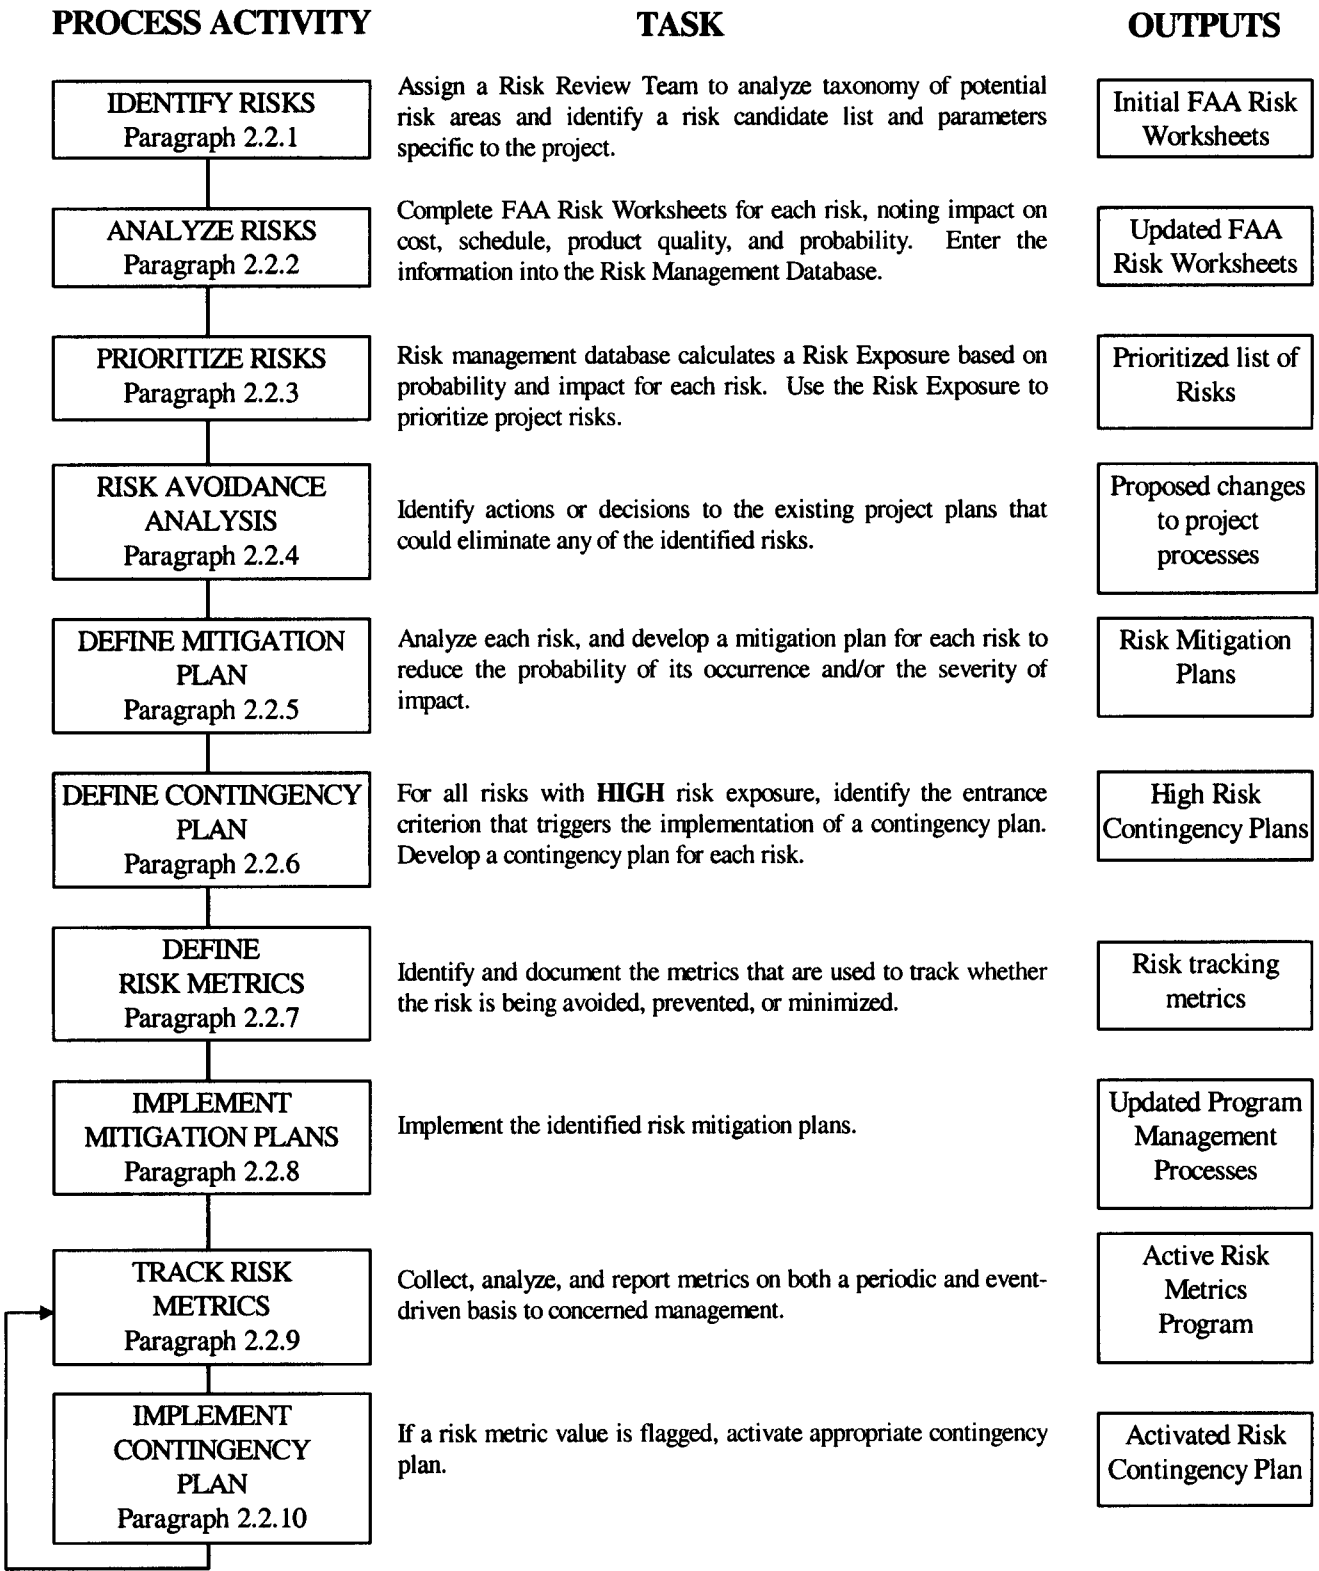 PROCESS ACTIVITY TASK OUTPUTS
IDENTIFY RISKS
Paragraph 2.2.1
Assign a Risk Review Team to analyze taxonomy of potential
risk areas and identify a risk candidate list and parameters
specific to the project.
Initial FAA Risk
Worksheets
ANALYZE RISKS
Paragraph 2.2.2
Complete FAA Risk Worksheets for each risk, noting impact on
cost, schedule, product quality, and probability. Enter the
information into the Risk Management Database.
Updated FAA
Risk Worksheets
PRIORITIZE RISKS
Paragraph 2.2.3
Risk management database calculates a Risk Exposure based on
probability and impact for each risk. Use the Risk Exposure to
prioritize project risks.
Prioritized list of
Risks
RISK AVOIDANCE
ANALYSIS
Paragraph 2.2.4
Identify actions or decisions to the existing project plans that
could eliminate any of the identified risks.
Proposed changes
to project
processes
DEFINE MITIGATION
PLAN
Paragraph 2.2.5
Analyze each risk, and develop a mitigation plan for each risk to
reduce the probability of its occurrence and/or the severity of
impact.
Risk Mitigation
Plans
DEFINE CONTINGENCY
PLAN
Paragraph 2.2.6
For all risks with HIGH risk exposure, identify the entrance
criterion that triggers the implementation of a contingency plan.
Develop a contingency plan for each risk.
High Risk
Contingency Plans
DEFINE
RISK METRICS
Paragraph 2.2.7
Identify and document the metrics that are used to track whether
the risk is being avoided, prevented, or minimized.
Risk tracking
metrics
IMPLEMENT
MITIGATION PLANS
Paragraph 2.2.8
Implement the identified risk mitigation plans.
Updated Program
Management
Processes
TRACK RISK
METRICS
Paragraph 2.2.9
Collect, analyze, and report metrics on both a periodic and event-
driven basis to concerned management.
Active Risk
Metrics
Program
IMPLEMENT
CONTINGENCY
PLAN
Paragraph 2.2.10
If a risk metric value is flagged, activate appropriate contingency
plan.
Activated Risk
Contingency Plan